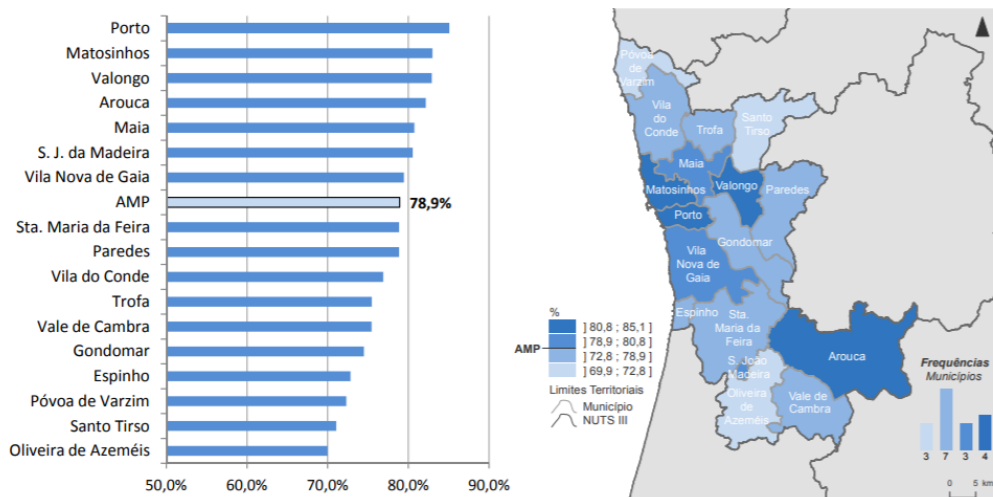 Porto
Matosinhos
Valongo
Arouca
Maia
S. J. da Madeira
Vila Nova de Gaia
AMP
78,9%
Sta. Maria da Feira
Paredes
Vila do Conde
Trofa
Vale de Cambra
Gondomar
Espinho
Póvoa de Varzim
Santo Tirso
Oliveira de Azeméis
50,0%
60,0%
70,0%
80,0%
90,0%
Póvoa
de
Varzim
Vila
do
Conde
Trofa
Santo
Tirso
Maia
Matosinhos
Valongo
Paredes
Porto
Gondomar
Vila
Nova de
Gaia
Espinho
Sta.
Maria da
Feira
S. João
Madeira
Arouca
Oliveira
de
Azeméis
Vale de
Cambra
%
] 80,8 ; 85,1 ]
] 78,9 ; 80,8 ]
AMP
] 72,8 ; 78,9 ]
] 69,9 ; 72,8 ]
Limites Territoriais
Município
NUTS III
Frequências
Municípios
3 7 3 4
0 5 km